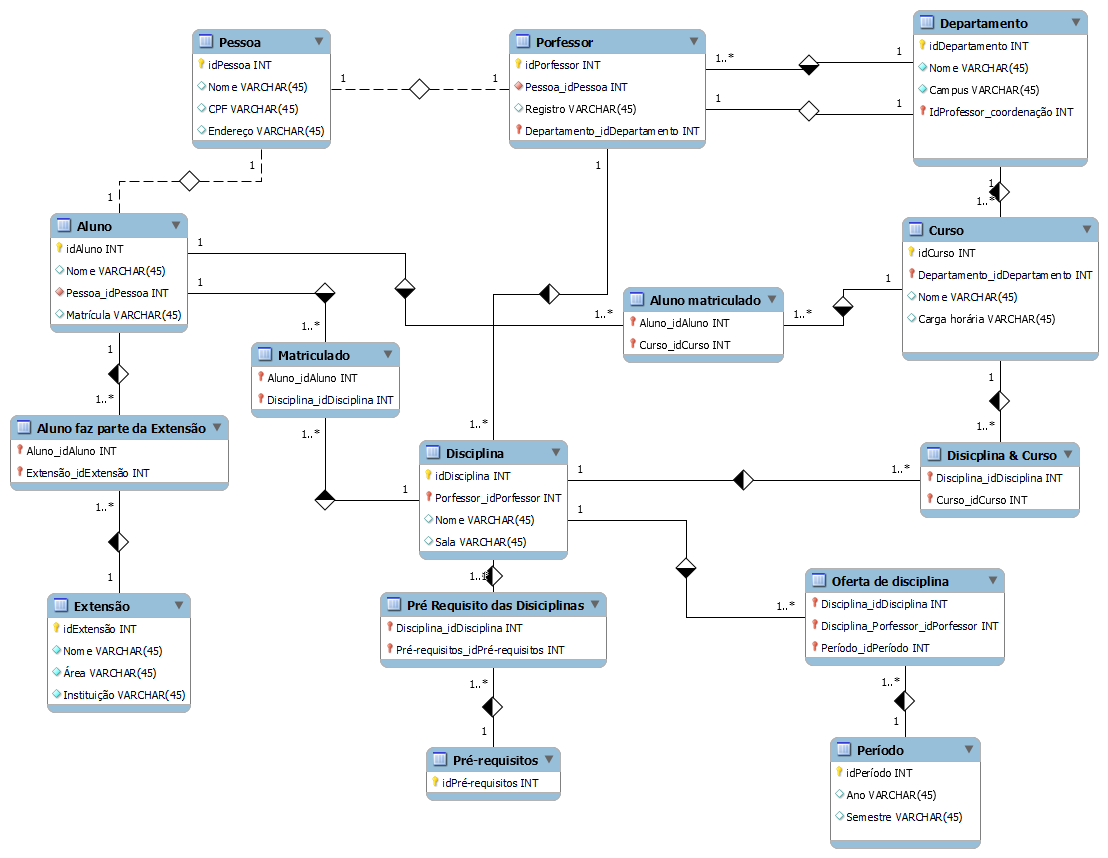 Pessoa
idPessoa INT
Nome VARCHAR(45)
CPF VARCHAR(45)
Endereço VARCHAR(45)
1
1
Porfessor
idPorfessor INT
Pessoa_idPessoa INT
Registro VARCHAR(45)
Departamento_idDepartamento INT
1..*
1
1
1
Departamento
idDepartamento INT
Nome VARCHAR(45)
Campus VARCHAR(45)
IdProfessor_coordenação INT
1
1
1
1
1..*
Aluno
idAluno INT
Nome VARCHAR(45)
Pessoa_idPessoa INT
Matrícula VARCHAR(45)
1
1
1
Curso
idCurso INT
Departamento_idDepartamento INT
Nome VARCHAR(45)
Carga horária VARCHAR(45)
1
Aluno matriculado
Aluno_idAluno INT
Curso_idCurso INT
1..*
1..*
1..*
Matriculado
Aluno_idAluno INT
Disciplina_idDisciplina INT
1
1..*
1..*
1..*
1
1..*
Aluno faz parte da Extensão
Aluno_idAluno INT
Extensão_idExtensão INT
1..*
1
Disciplina
idDisciplina INT
Porfessor_idPorfessor INT
Nome VARCHAR(45)
Sala VARCHAR(45)
1
1
1..*
1
Disicplina & Curso
Disciplina_idDisciplina INT
Curso_idCurso INT
1..*
1
Extensão
idExtensão INT
Nome VARCHAR(45)
Área VARCHAR(45)
Instituição VARCHAR(45)
Pré Requisito das Disiciplinas
Disciplina_idDisciplina INT
Pré-requisitos_idPré-requisitos INT
1..*
1
1..*
Oferta de disciplina
Disciplina_idDisciplina INT
Disciplina_Porfessor_idPorfessor INT
Período_idPeríodo INT
1..*
1
Pré-requisitos
idPré-requisitos INT
Período
idPeríodo INT
Ano VARCHAR(45)
Semestre VARCHAR(45)